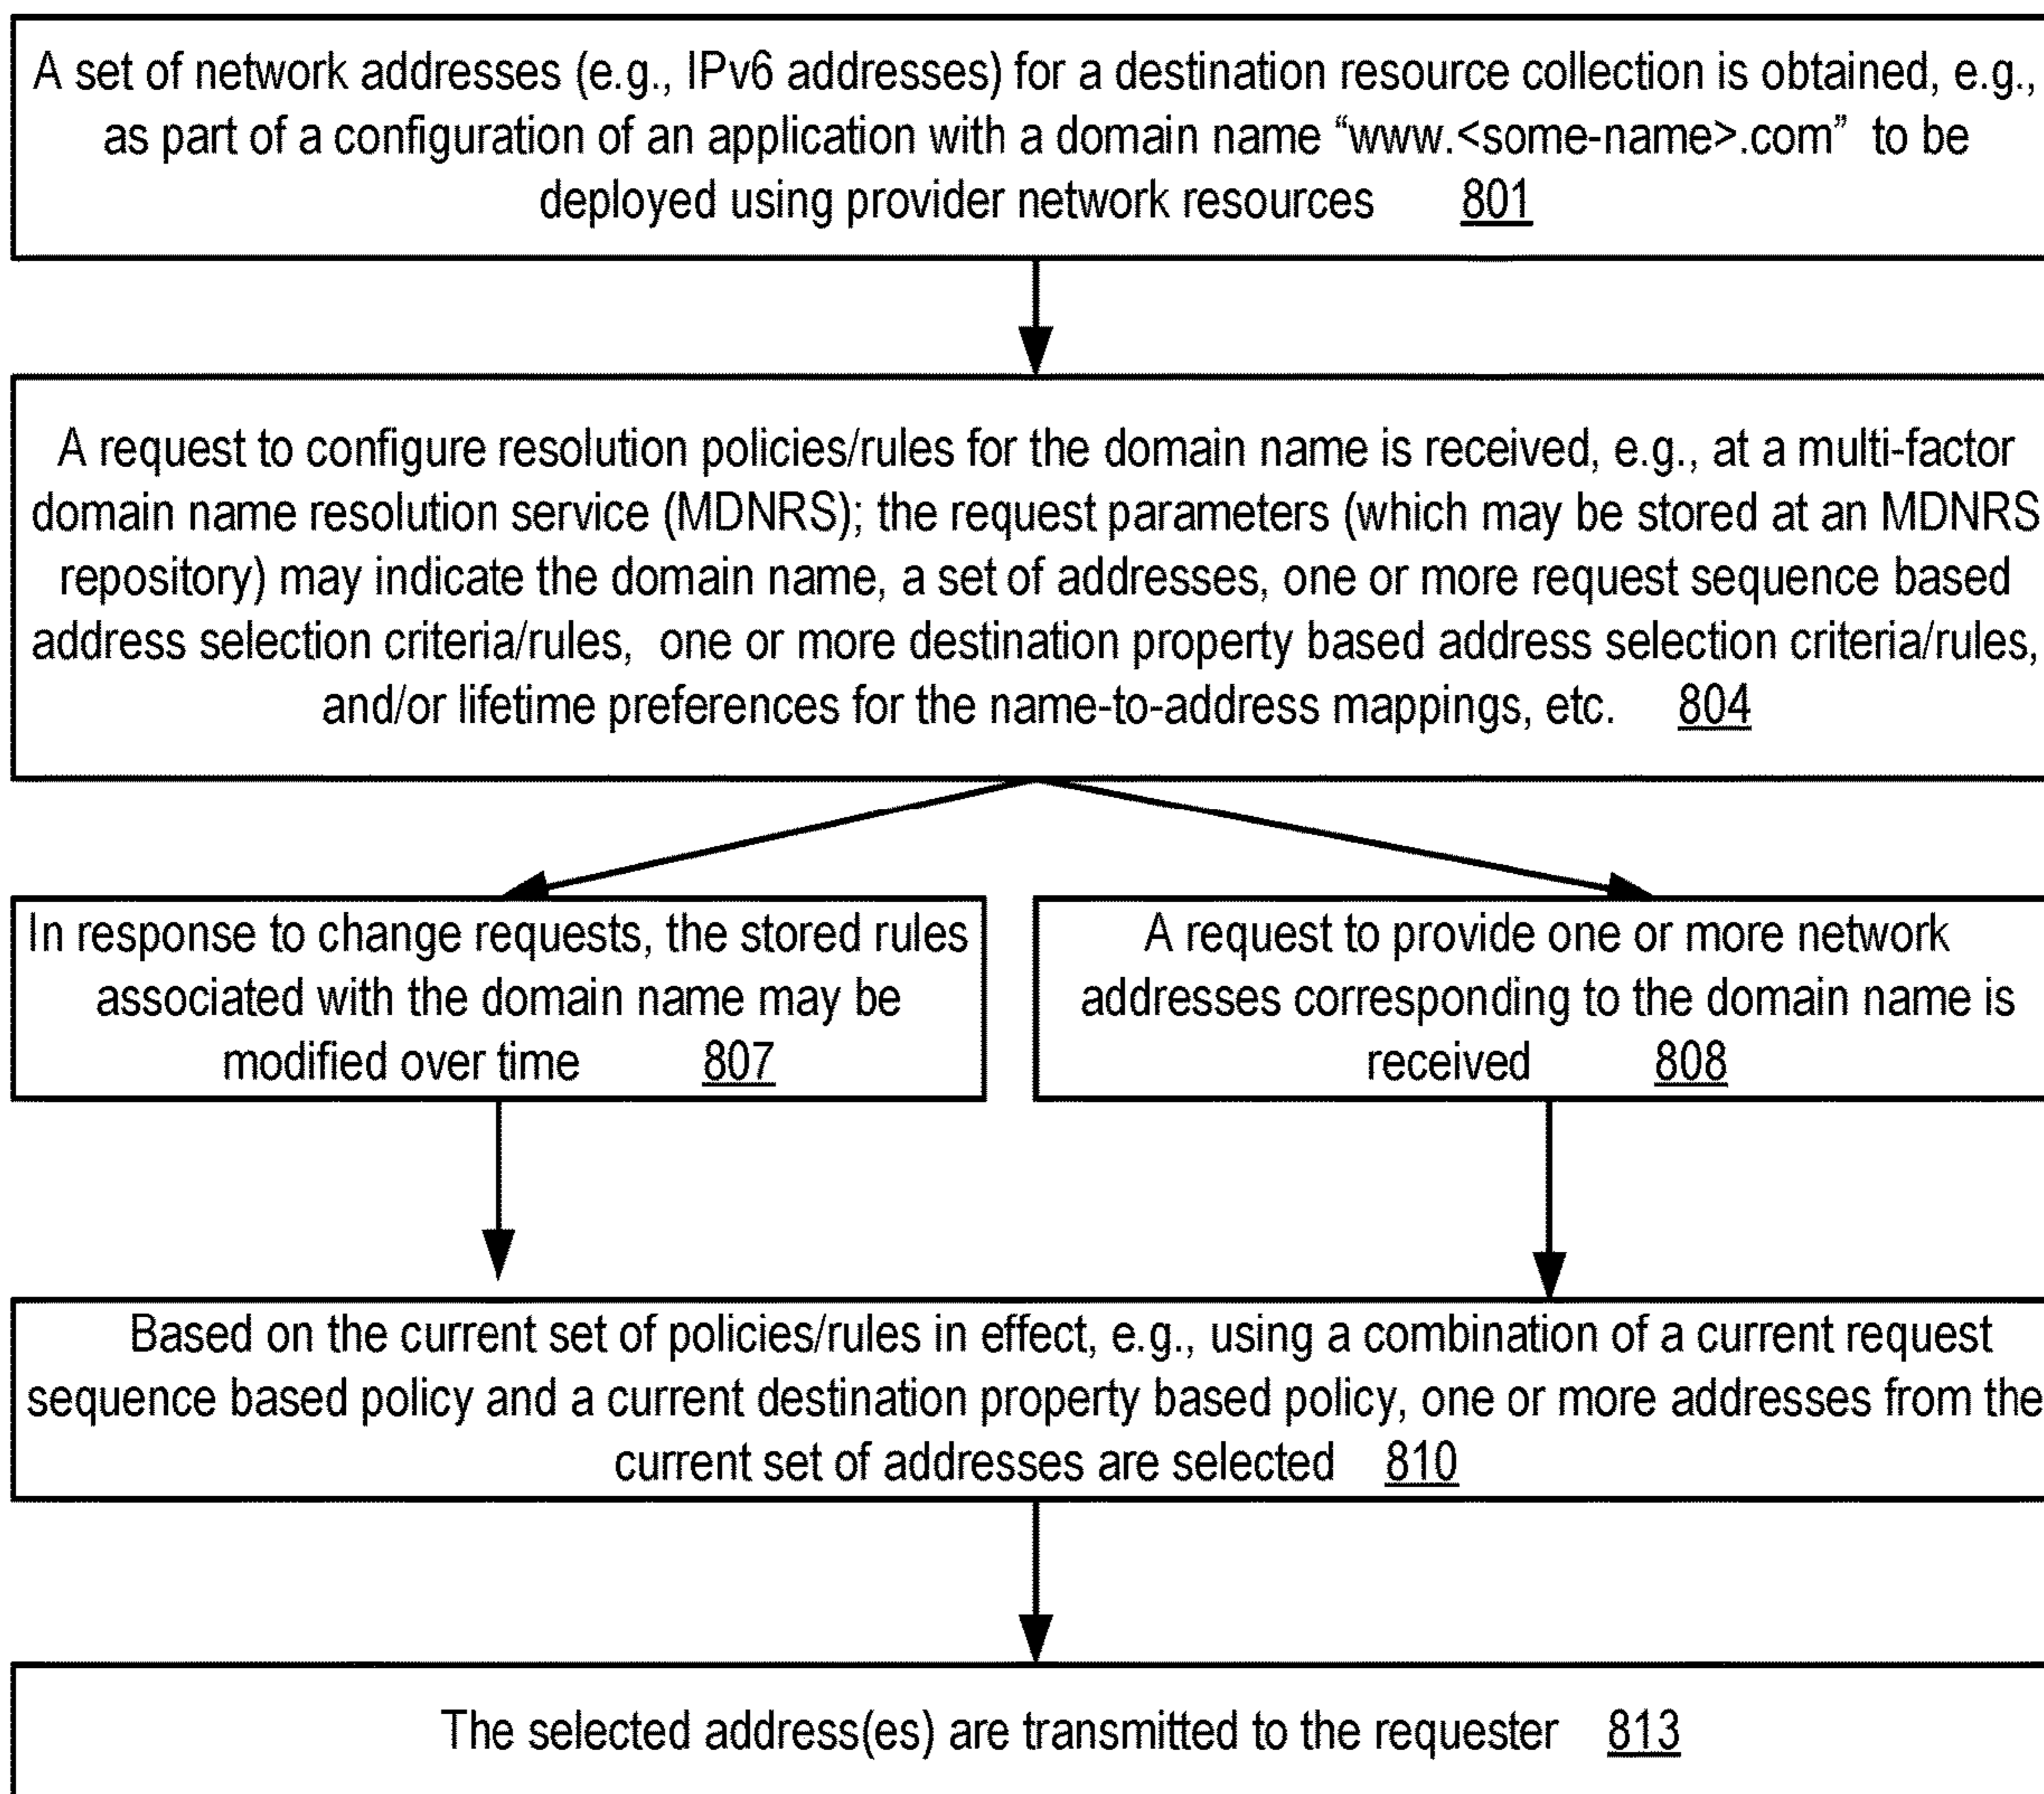 A set of network addresses (e.g., IPv6 addresses) for a destination resource collection is obtained, e.g.,
as part of a configuration of an application with a domain name “www.<some-name>.com” to be
deployed using provider network resources 801
A request to configure resolution policies/rules for the domain name is received, e.g., at a multi-factor
domain name resolution service (MDNRS); the request parameters (which may be stored at an MDNRS
repository) may indicate the domain name, a set of addresses, one or more request sequence based
address selection criteria/rules, one or more destination property based address selection criteria/rules,
and/or lifetime preferences for the name-to-address mappings, etc. 804
In response to change requests, the stored rules
associated with the domain name may be
modified over time 807
A request to provide one or more network
addresses corresponding to the domain name is
received 808
Based on the current set of policies/rules in effect, e.g., using a combination of a current request
sequence based policy and a current destination property based policy, one or more addresses from the
current set of addresses are selected 810
The selected address(es) are transmitted to the requester 813